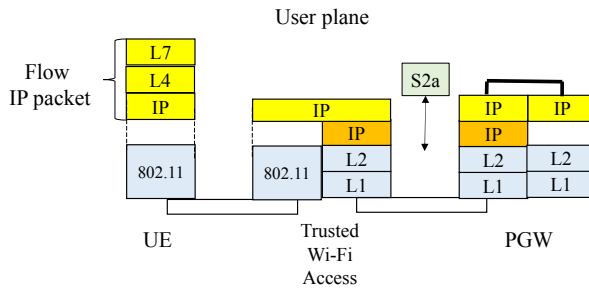 User plane
L7
L4
IP
Flow
IP packet
802.11
UE
IP
IP
802.11
L2
L1
Trusted
Wi-Fi
Access
S2a
IP
IP
IP
L2
L1
L2
L1
PGW